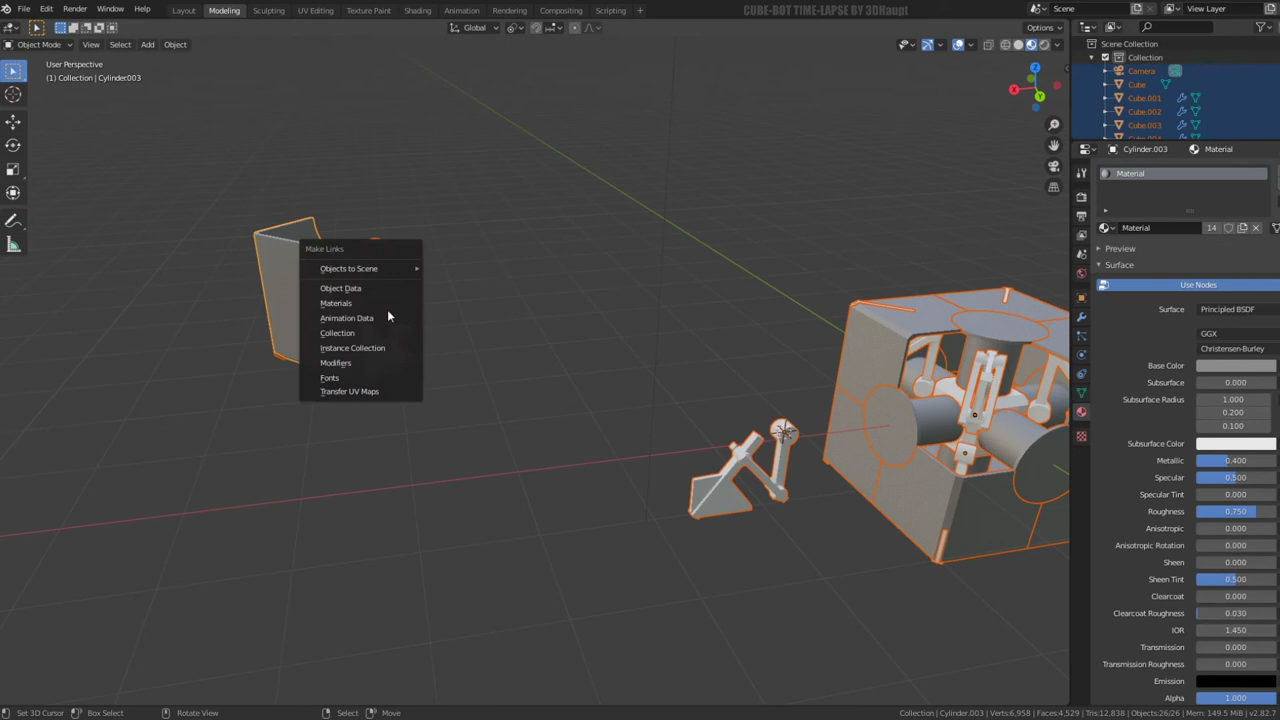 File Edit Render Window Help Layout Modeling Sculpting UV Editing Texture Paint Shading Animation Rendering Compositing Scripting + CUBE-BOT TIME-LAPSE BY 3DHaupt Scene View Layer
Global Options
Object Mode View Select Add Object
User Perspective
(1) Collection | Cylinder003
X Y Z
Scene Collection
Collection
Camera
Cube
Cube.001
Cube.002
Cube.003
Cylinder.003 Material
Material
Material 14
Preview
Surface
Use Nodes
Surface Principled BSDF
GGX
Christensen-Burley
Base Color
Subsurface 0.000
Subsurface Radius 1.000
0.200
0.100
Subsurface Color
Metallic 0.400
Specular 0.500
Specular Tint 0.000
Roughness 0.750
Anisotropic 0.000
Anisotropic Rotation 0.000
Sheen 0.000
Sheen Tint 0.500
Clearcoat 0.000
Clearcoat Roughness 0.030
IOR 1.450
Transmission 0.000
Transmission Roughness 0.000
Emission
Alpha 1.000
Make Links
Objects to Scene
Object Data
Materials
Animation Data
Collection
Instance Collection
Modifiers
Fonts
Transfer UV Maps
Set 3D Cursor Box Select Rotate View Select Move Collection | Cylinder.003 | Verts:6,958 | Faces:4,529 | Tris:12,838 | Objects:26/26 | Mem: 149.5 MiB | v2.82.7